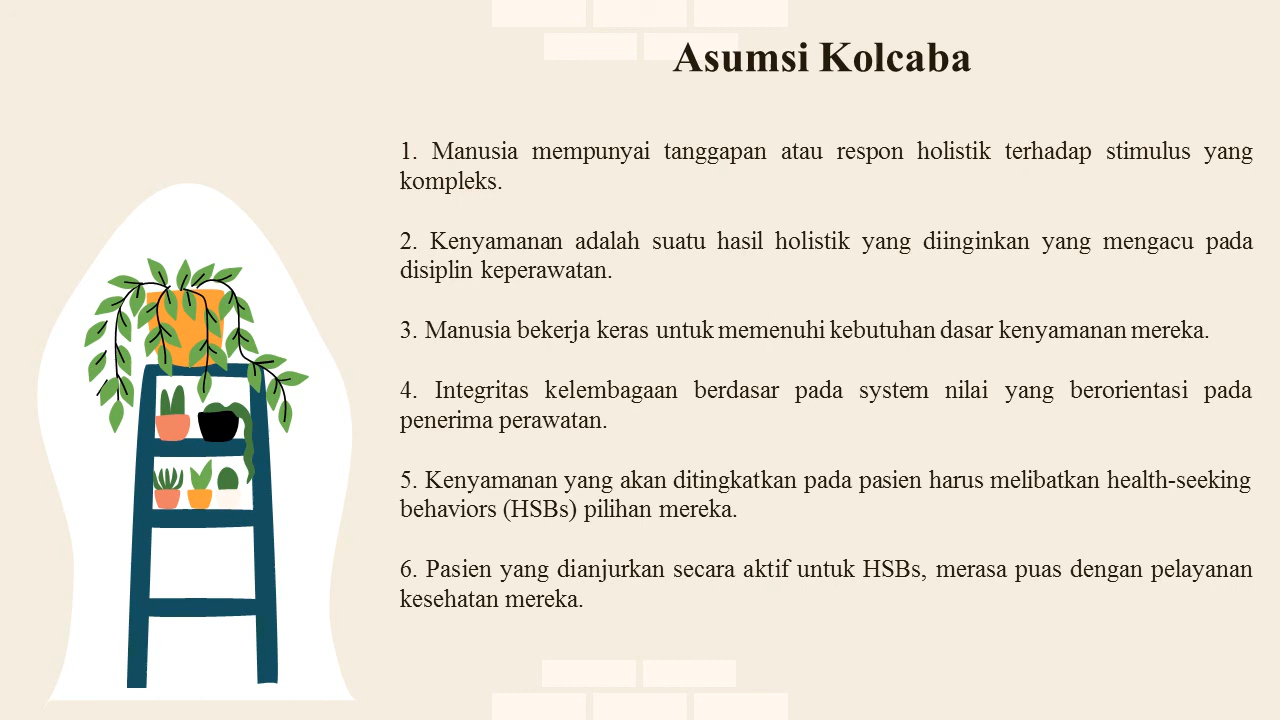 Asumsi Kolcaba
1. Manusia mempunyai tanggapan atau respon holistik terhadap stimulus yang
kompleks.
2. Kenyamanan adalah suatu hasil holistik yang diinginkan yang mengacu pada
disiplin keperawatan.
3. Manusia bekerja keras untuk memenuhi kebutuhan dasar kenyamanan mereka.
4. Integritas kelembagaan berdasar pada system nilai yang berorientasi pada
penerima perawatan.
5. Kenyamanan yang akan ditingkatkan pada pasien harus melibatkan health-seeking
behaviors (HSBs) pilihan mereka.
6. Pasien yang dianjurkan secara aktif untuk HSBs, merasa puas dengan pelayanan
kesehatan mereka.